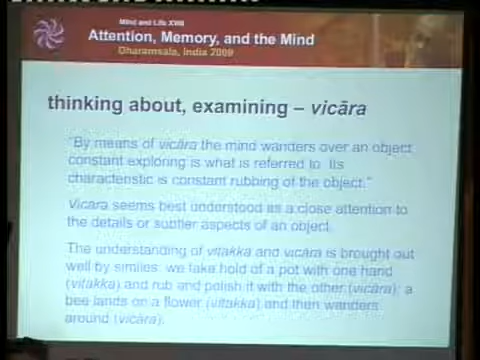 Mind and Life XVIII
Attention, Memory, and the Mind
Dharamsala, India 2009
thinking about, examining – vicāra
"By means of vicāra the mind wanders over an object,
constant exploring is what is referred to. Its
characteristic is constant rubbing of the object."
Vicāra seems best understood as a close attention to
the details or subtler aspects of an object.
The understanding of vitakka and vicāra is brought out
well by similes: we take hold of a pot with one hand
(vitakka) and rub and polish it with the other (vicāra); a
bee lands on a flower (vitakka) and then wanders
around (vicāra).